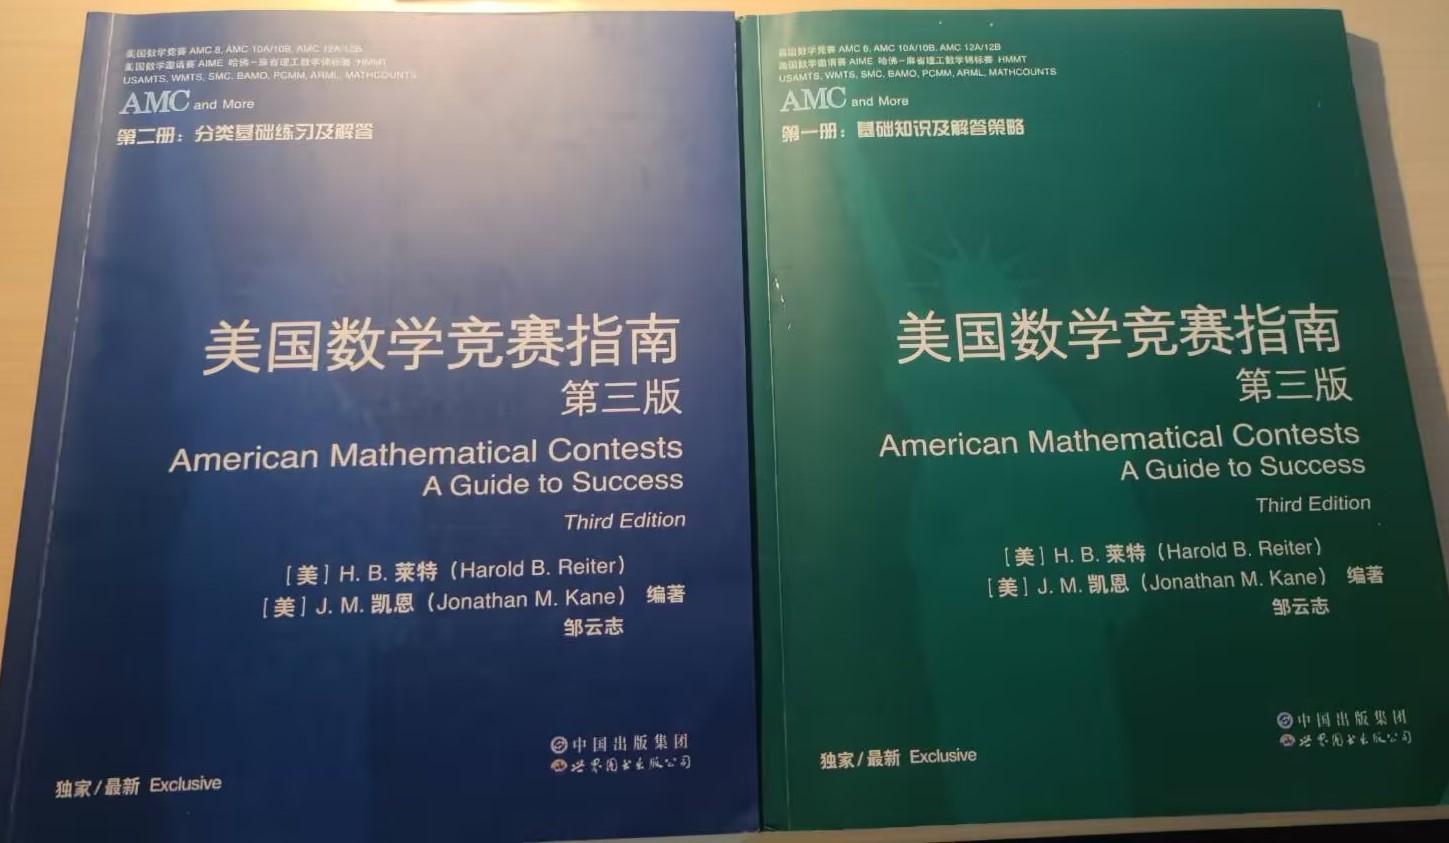 美国数学竞赛 AMC 8, AMC 10A/10B, AMC 12A/12B
美国数学邀请赛 AIME 哈佛-麻省理工数学锦标赛 HMMT
USAMTS, WMTS, SMC, BAMO, PCMM, ARML, MATHCOUNTS
AMC and More
第二册：分类基础练习及解答
美国数学竞赛指南
第三版
American Mathematical Contests
A Guide to Success
Third Edition
[美] H. B. 莱特（Harold B. Reiter）
[美] J. M. 凯恩（Jonathan M. Kane） 编著
邹云志
中国出版集团
世界图书出版公司
独家/最新 Exclusive
美国数学竞赛 AMC 8, AMC 10A/10B, AMC 12A/12B
美国数学邀请赛 AIME 哈佛-麻省理工数学锦标赛 HMMT
USAMTS, WMTS, SMC, BAMO, PCMM, ARML, MATHCOUNTS
AMC and More
第一册：基础知识及解答策略
美国数学竞赛指南
第三版
American Mathematical Contests
A Guide to Success
Third Edition
[美] H. B. 莱特（Harold B. Reiter）
[美] J. M. 凯恩（Jonathan M. Kane） 编著
邹云志
中国出版集团
世界图书出版公司
独家/最新 Exclusive